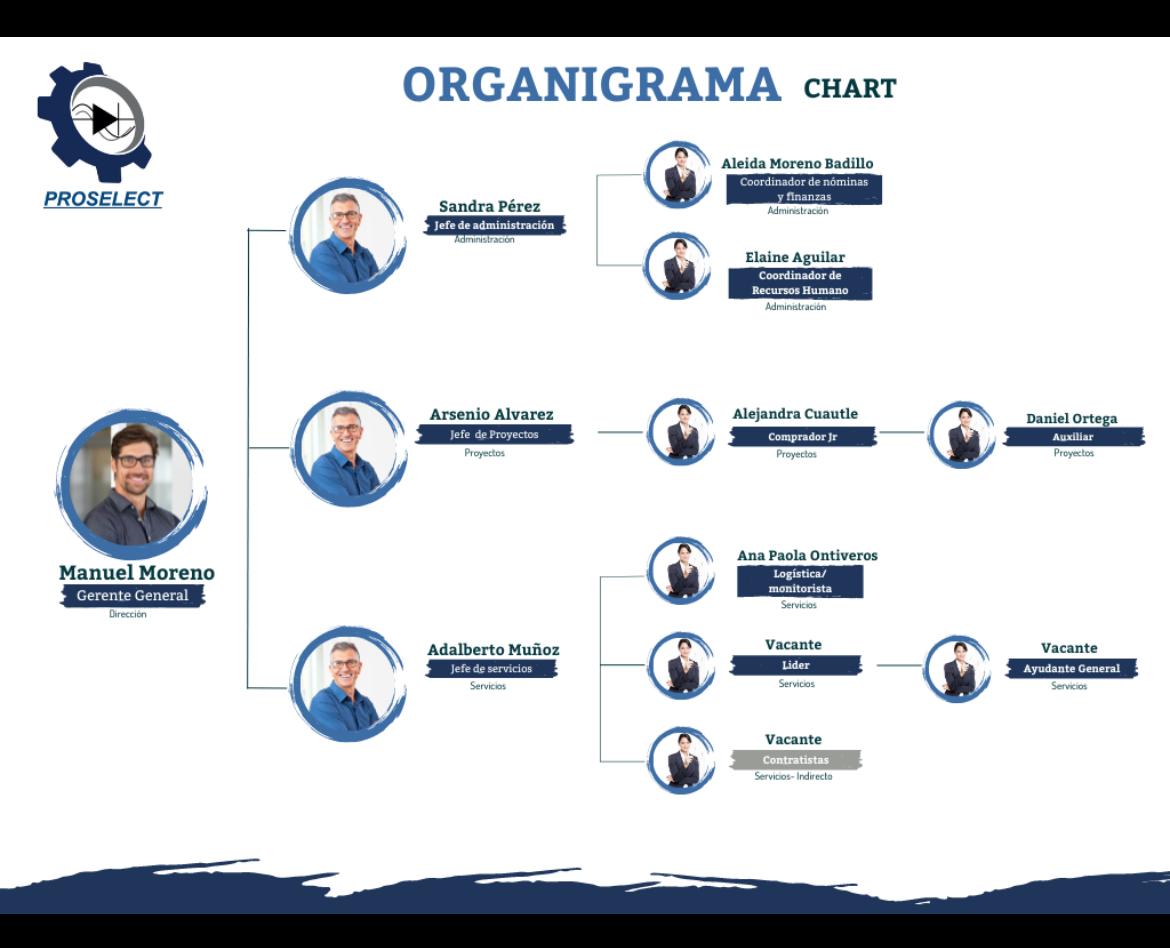 ORGANIGRAMA CHART
PROSELECT
Sandra Pérez
Jefe de administración
Administración
Aleida Moreno Badillo
Coordinador de nóminas
y finanzas
Administración
Elaine Aguilar
Coordinador de
Recursos Humano
Administración
Manuel Moreno
Gerente General
Dirección
Arsenio Alvarez
Jefe de Proyectos
Proyectos
Alejandra Cuautle
Comprador Jr
Proyectos
Daniel Ortega
Auxiliar
Proyectos
Adalberto Muñoz
Jefe de servicios
Servicios
Ana Paola Ontiveros
Logística/
monitorista
Servicios
Vacante
Lider
Servicios
Vacante
Ayudante General
Servicios
Vacante
Contratistas
Servicios- Indirecto